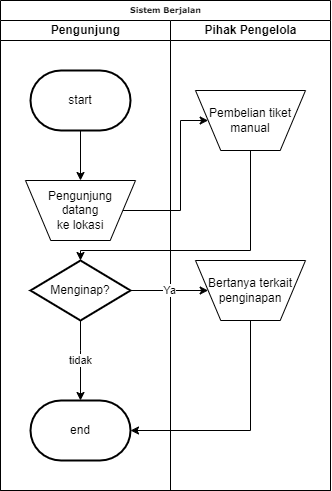 Sistem Berjalan
Pengunjung
Pihak Pengelola
start
Pembelian tiket
manual
Pengunjung
datang
ke lokasi
Menginap?
Ya
Bertanya terkait
penginapan
tidak
end